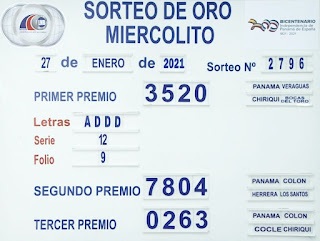 SORTEO DE ORO
MIERCOLITO
BICENTENARIO
27 de ENERO de 2021 Sorteo Nº 2796
PRIMER PREMIO 3520
PANAMA VERAGUAS
CHIRIQUI BOCAS DEL TORO
Letras ADDD
Serie 12
Folio 9
SEGUNDO PREMIO 7804
PANAMA COLON
HERRERA LOS SANTOS
TERCER PREMIO 0263
PANAMA COLON
COCLE CHIRIQUI